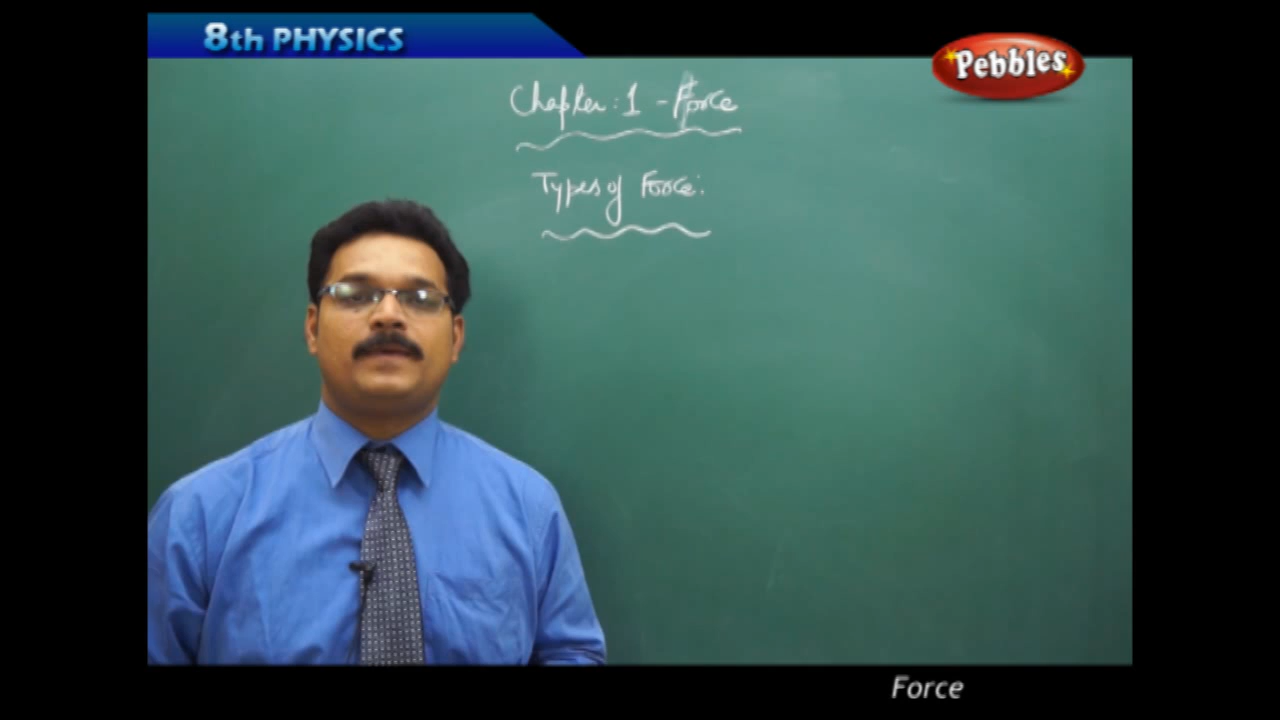 8th PHYSICS
Pebbles
Chapter: 1 - Force
Types of Force:
Force